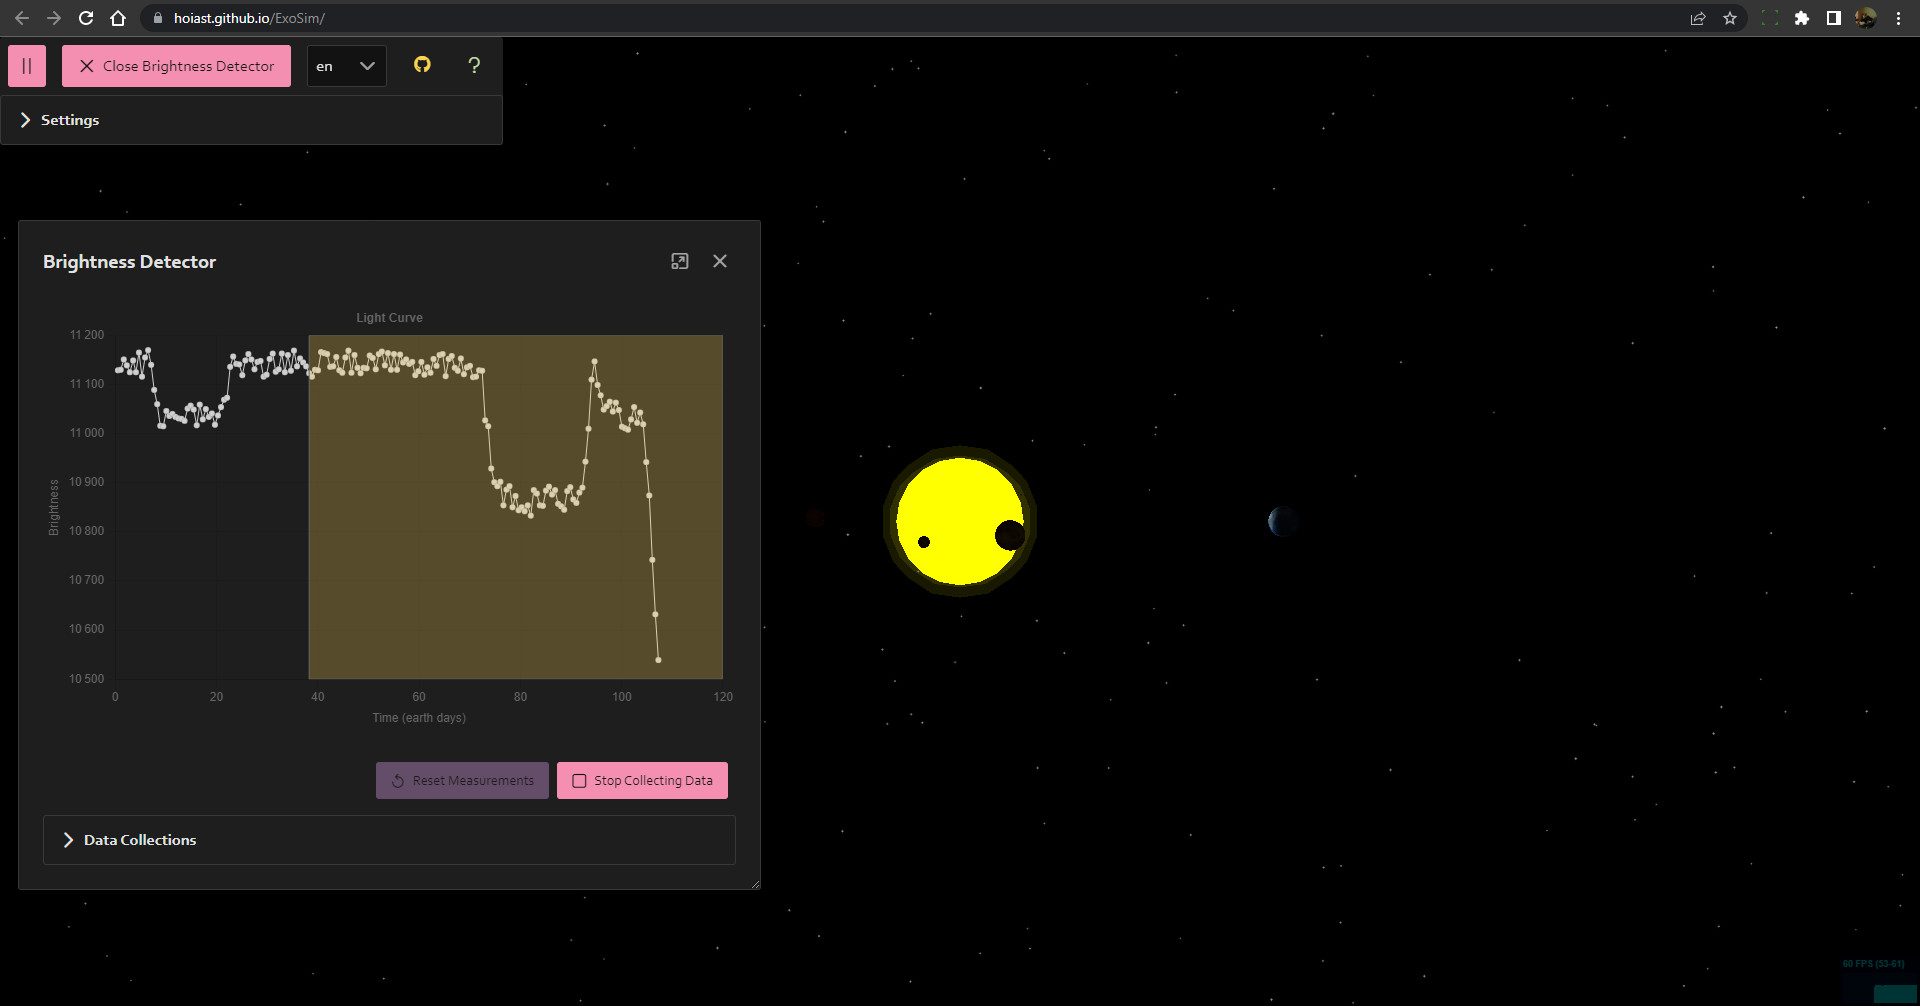 hoiast.github.io/ExoSim/
Close Brightness Detector
en
?
Settings
Brightness Detector
Light Curve
11 200
11 100
11 000
10 900
10 800
10 700
10 600
10 500
Brightness
0 20 40 60 80 100 120
Time (earth days)
Reset Measurements
Stop Collecting Data
Data Collections
60 FPS (53-61)